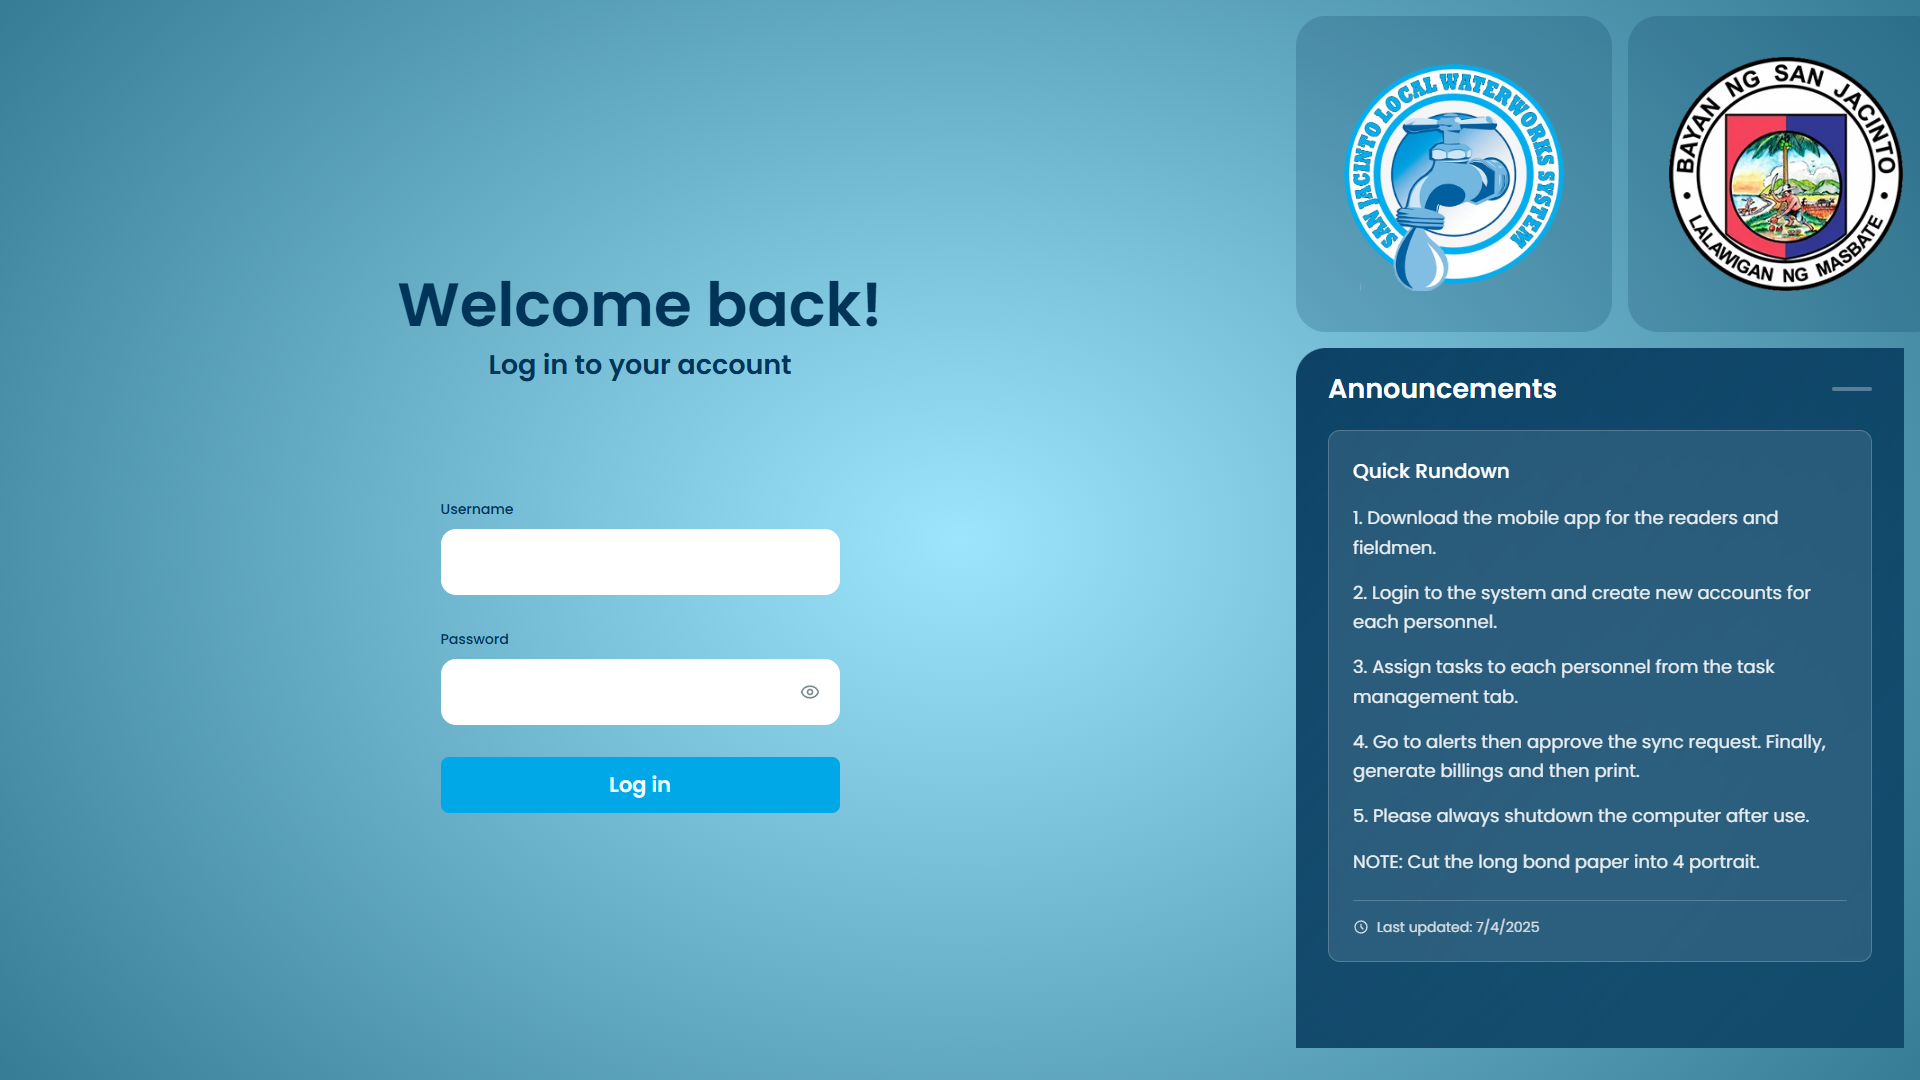 Welcome back!
Log in to your account
Username
Password
Log in
SAN JACINTO LOCAL WATERWORKS SYSTEM
BAYAN NG SAN JACINTO
LALAWIGAN NG MASBATE
Announcements
Quick Rundown
1. Download the mobile app for the readers and
fieldmen.
2. Login to the system and create new accounts for
each personnel.
3. Assign tasks to each personnel from the task
management tab.
4. Go to alerts then approve the sync request. Finally,
generate billings and then print.
5. Please always shutdown the computer after use.
NOTE: Cut the long bond paper into 4 portrait.
Last updated: 7/4/2025